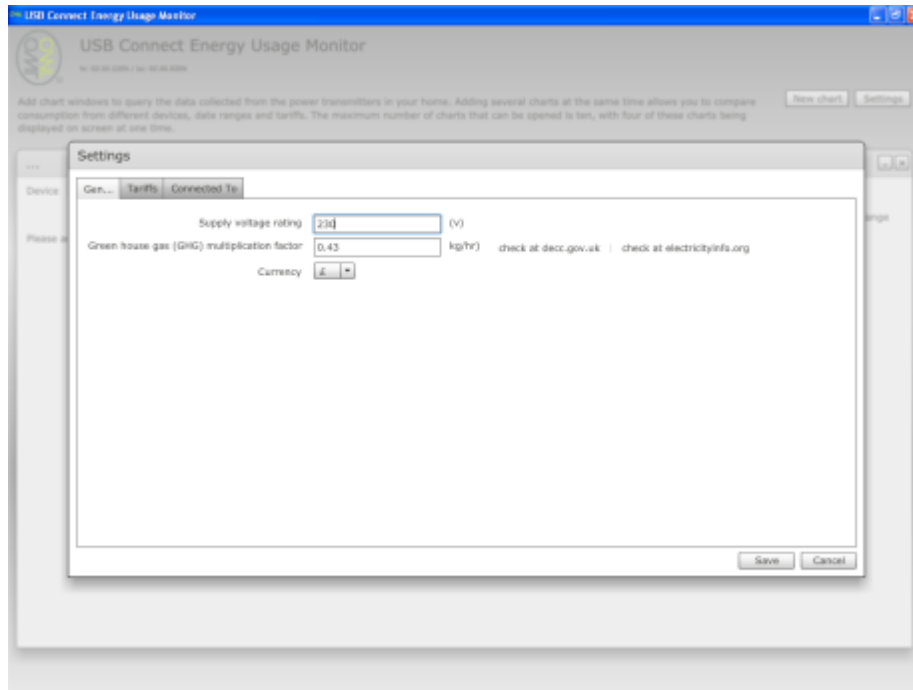 USB Connect Energy Usage Monitor
USB Connect Energy Usage Monitor
Add chart windows to query the data collected from the power transmitters in your home. Adding several charts at the same time allows you to compare
consumption from different devices, date ranges and tariffs. The maximum number of charts that can be opened is ten, with four of these charts being
displayed on screen at one time.
New chart
Settings
...
Device
Please
Settings
Gen...
Tariffs
Connected To
Supply voltage rating 230 (v)
Green house gas (GHG) multiplication factor 0.43 kg/hr) check at decc.gov.uk | check at electricityinfo.org
Currency £
Save
Cancel